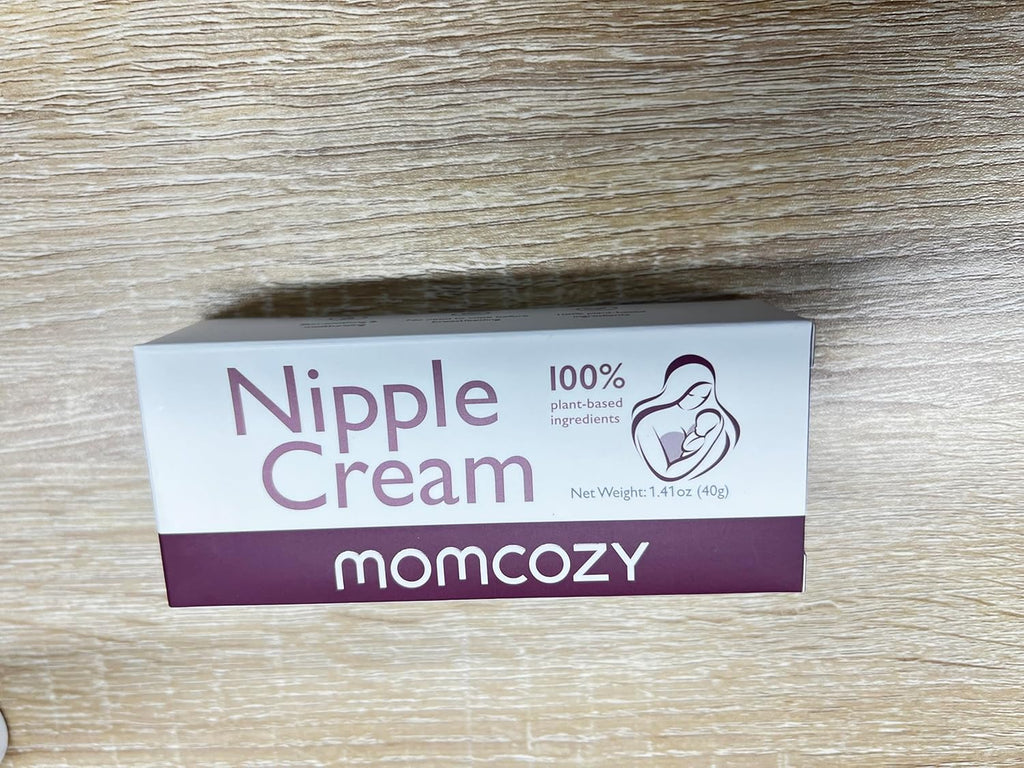 Nipple
Cream
100%
plant-based
ingredients
Net Weight: 1.41oz (40g)
momcozy